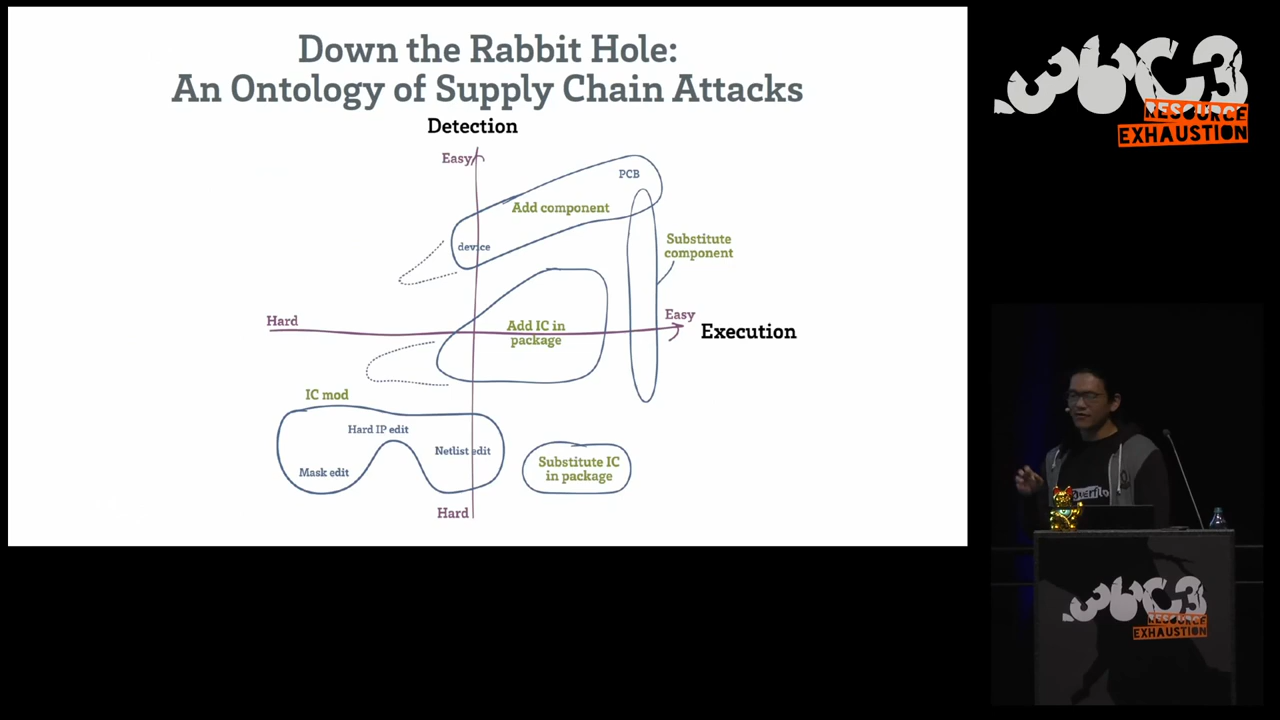 Down the Rabbit Hole:
An Ontology of Supply Chain Attacks
Detection
Easy
PCB
Add component
device
Substitute
component
Hard
Easy
Execution
Add IC in
package
IC mod
Hard IP edit
Netlist edit
Mask edit
Substitute IC
in package
Hard
36C3
RESOURCE
EXHAUSTION
36C3
RESOURCE
EXHAUSTION